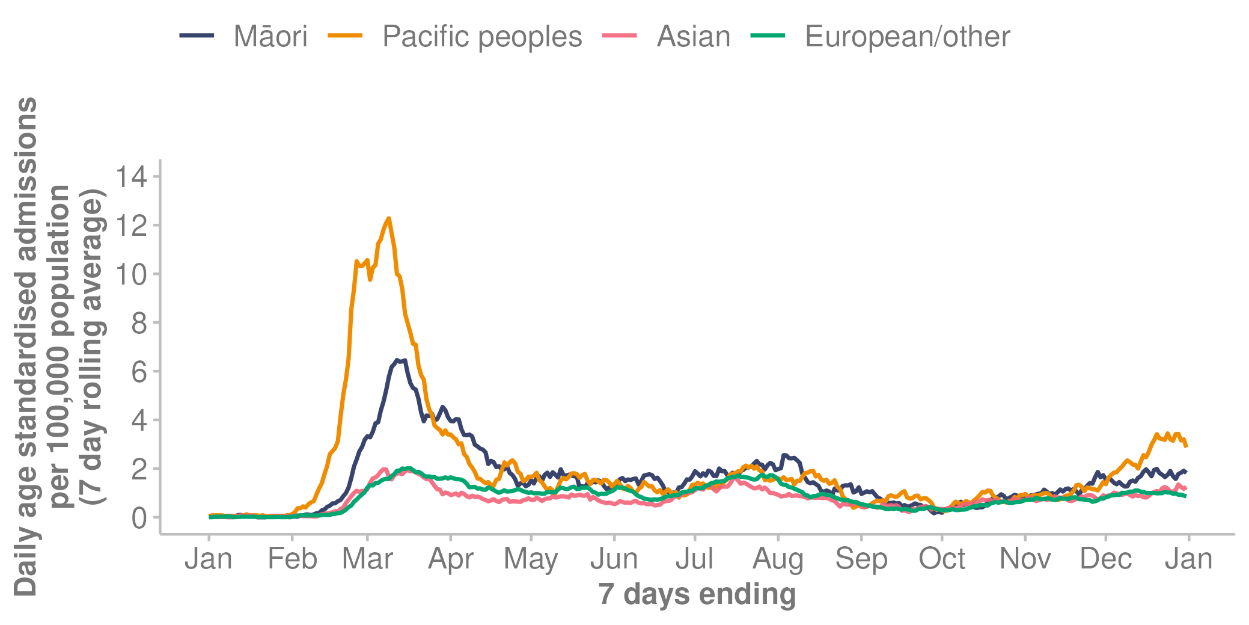 Māori Pacific peoples Asian European/other
Daily age standardised admissions
per 100,000 population
(7 day rolling average)
14
12
10
8
6
4
2
0
Jan Feb Mar Apr May Jun Jul Aug Sep Oct Nov Dec Jan
7 days ending